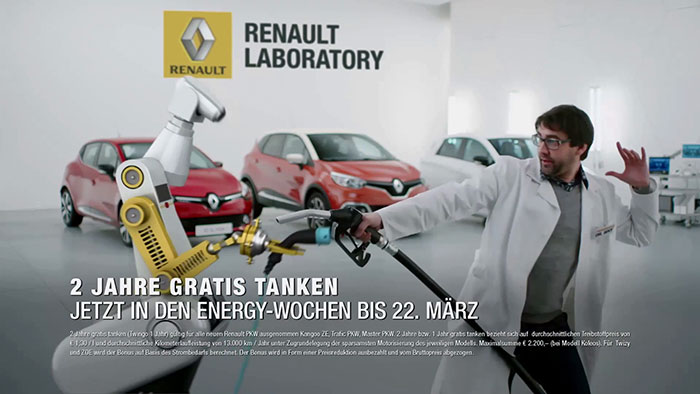 RENAULT
RENAULT
LABORATORY
2 JAHRE GRATIS TANKEN
JETZT IN DEN ENERGY-WOCHEN BIS 22. MÄRZ
2 Jahre gratis tanken (Twingo 1 Jahr) gültig für alle neuen Renault PKW ausgenommen Kangoo ZE, Trafic PKW, Master PKW. 2 Jahre bzw. 1 Jahr gratis tanken bezieht sich auf durchschnittlichen Treibstoffpreis von
€ 1,30 / l und durchschnittliche Kilometerlaufleistung von 13.000 km / Jahr unter Zugrundelegung der sparsamsten Motorisierung des jeweiligen Modells. Maximalsumme € 2.200,– (bei Modell Koleos). Für Twizy
und ZOE wird der Bonus auf Basis des Strombedarfs berechnet. Der Bonus wird in Form einer Preisreduktion ausbezahlt und vom Bruttopreis abgezogen.